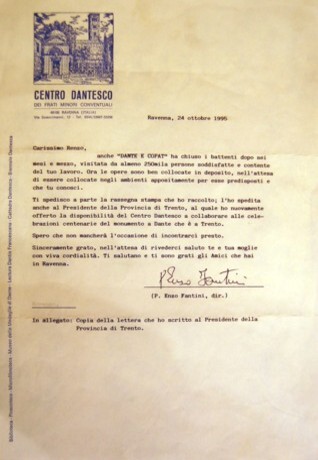 CENTRO DANTESCO
DEI FRATI MINORI CONVENTUALI
48100 RAVENNA (ITALIA)
Ravenna, 24 ottobre 1995
Carissimo Renzo,
anche "DANTE E COFAT" ha chiuso i battenti dopo sei
mesi e mezzo, visitata da almeno 250mila persone soddisfatte e contente
del tuo lavoro. Ora le opere sono ben collocate in deposito, nell'attesa
di essere collocate negli ambienti appositamente per esse predisposti e
che tu conosci.
Ti spedisco a parte la rassegna stampa che ho raccolto; l'ho spedita
anche al Presidente della Provincia di Trento, al quale ho nuovamente
offerto la disponibilità del Centro Dantesco a collaborare alle cele-
brazioni centenarie del monumento a Dante che è a Trento.
Spero che non mancherà l'occasione di incontrarci presto.
Sinceramente grato, nell'attesa di rivederci saluto te e tua moglie
con viva cordialità. Ti salutano e ti sono grati gli Amici che hai
in Ravenna.
P. Enzo Fantini
(P. Enzo Fantini, dir.)
In allegato: Copia della lettera che ho scritto al Presidente della
Provincia di Trento.